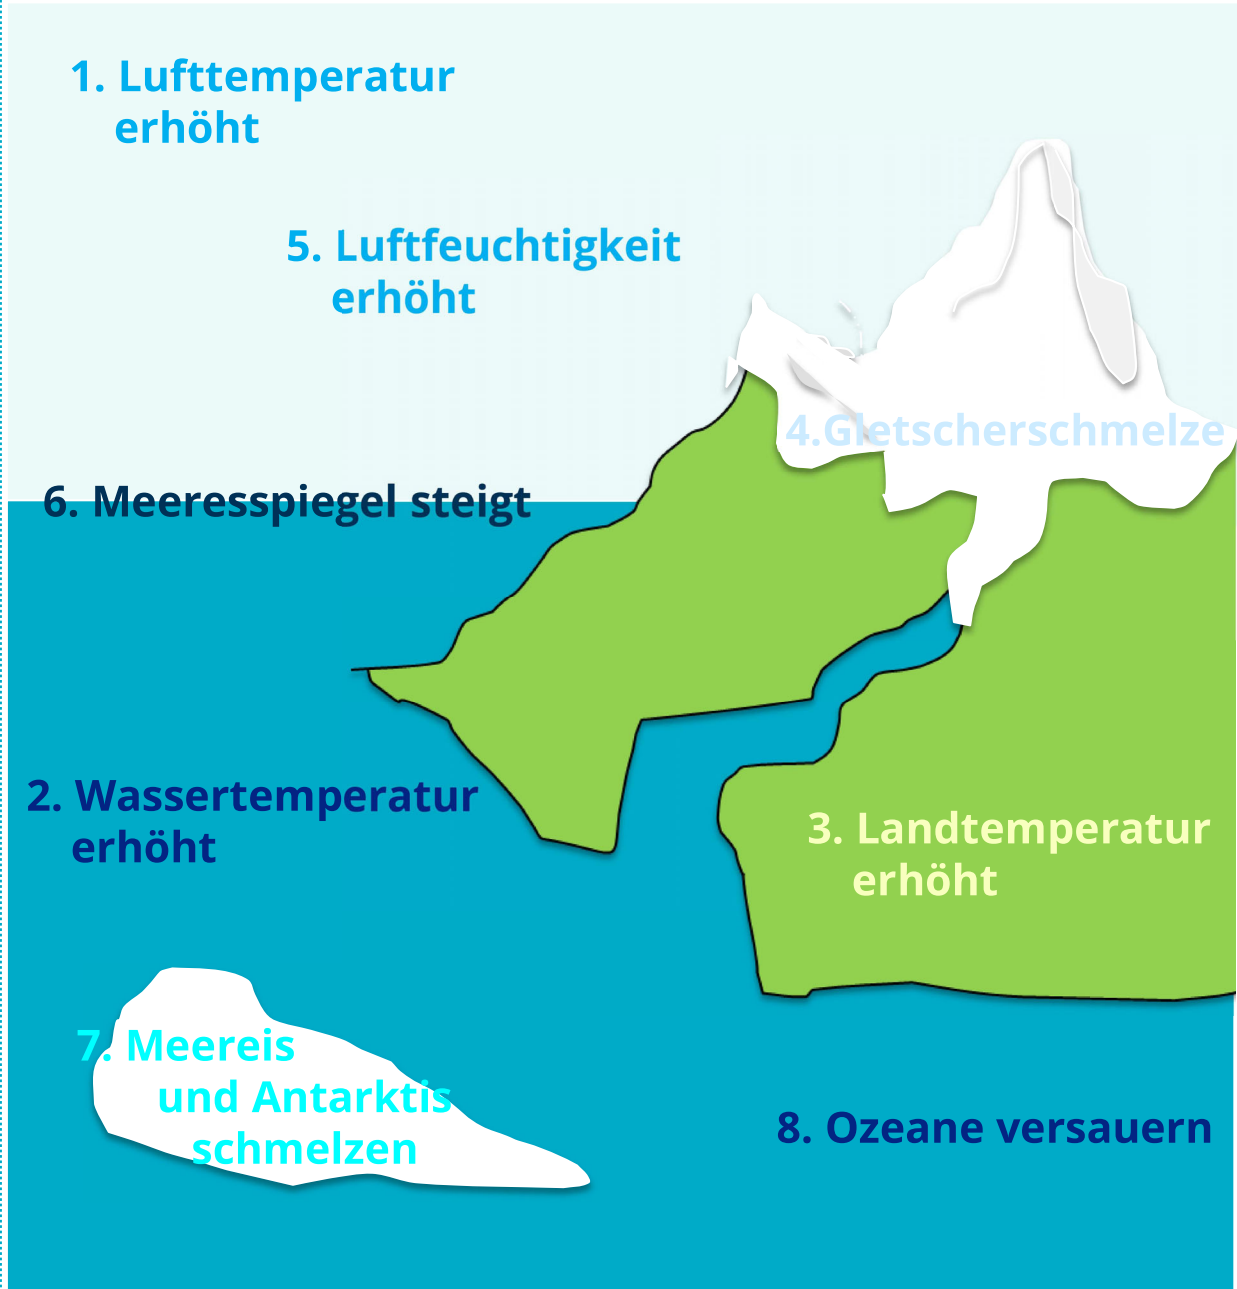 1. Lufttemperatur
erhöht
5. Luftfeuchtigkeit
erhöht
4.Gletscherschmelze
6. Meeresspiegel steigt
2. Wassertemperatur
erhöht
3. Landtemperatur
erhöht
7. Meereis
und Antarktis
schmelzen
8. Ozeane versauern